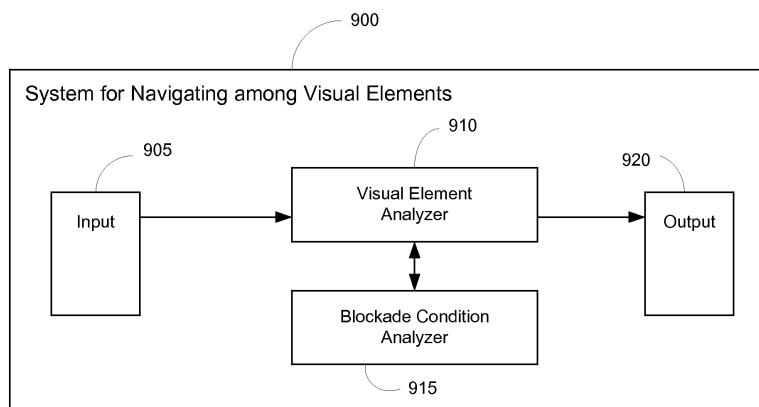 900
System for Navigating among Visual Elements
905
910
920
Input
Visual Element
Analyzer
Output
Blockade Condition
Analyzer
915